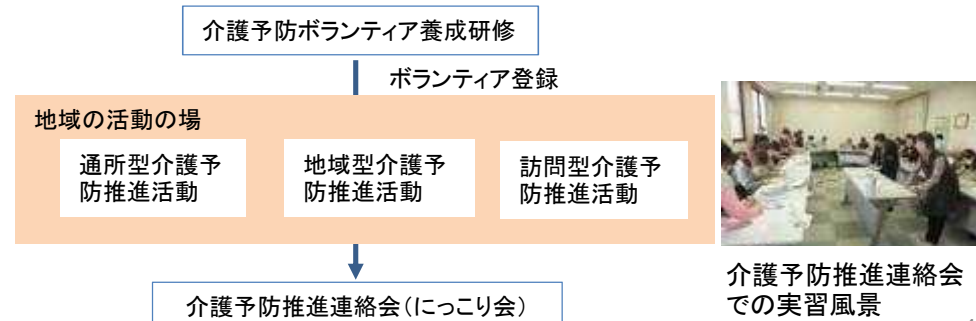 介護予防ボランティア養成研修
ボランティア登録
地域の活動の場
通所型介護予
防推進活動
地域型介護予
防推進活動
訪問型介護予
防推進活動
介護予防推進連絡会(にっこり会)
介護予防推進連絡会
での実習風景